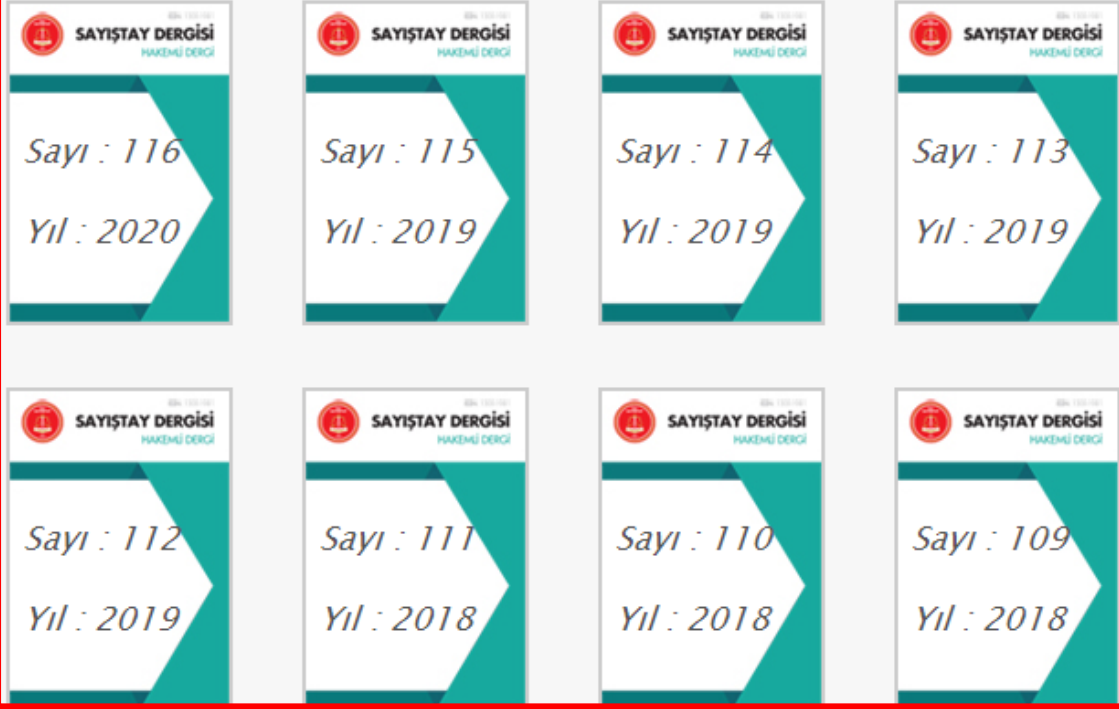 SAYIŞTAY DERGİSİ
HAKEMLİ DERGİ
Sayı : 116
Yıl : 2020
SAYIŞTAY DERGİSİ
HAKEMLİ DERGİ
Sayı : 115
Yıl : 2019
SAYIŞTAY DERGİSİ
HAKEMLİ DERGİ
Sayı : 114
Yıl : 2019
SAYIŞTAY DERGİSİ
HAKEMLİ DERGİ
Sayı : 113
Yıl : 2019
SAYIŞTAY DERGİSİ
HAKEMLİ DERGİ
Sayı : 112
Yıl : 2019
SAYIŞTAY DERGİSİ
HAKEMLİ DERGİ
Sayı : 111
Yıl : 2018
SAYIŞTAY DERGİSİ
HAKEMLİ DERGİ
Sayı : 110
Yıl : 2018
SAYIŞTAY DERGİSİ
HAKEMLİ DERGİ
Sayı : 109
Yıl : 2018